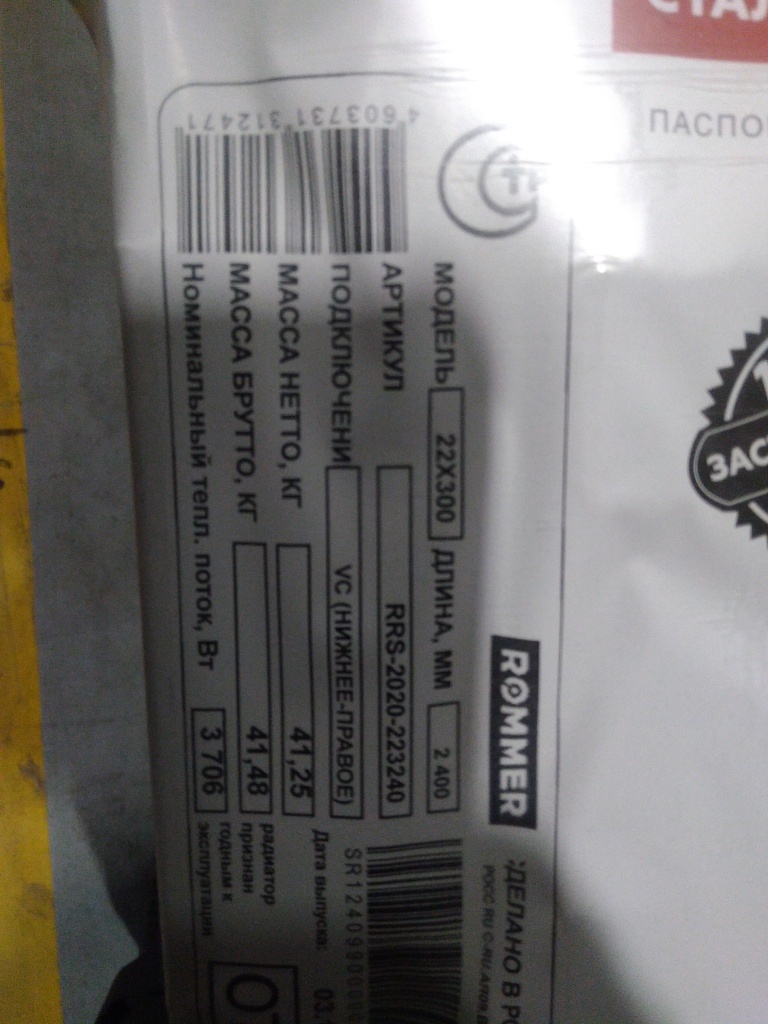 ROMMER
МОДЕЛЬ 22X300 ДЛИНА, ММ 2 400
АРТИКУЛ RRS-2020-223240
ПОДКЛЮЧЕНИ VC (НИЖНЕЕ-ПРАВОЕ)
МАССА НЕТТО, КГ 41,25
МАССА БРУТТО, КГ 41,48
Номинальный тепл. поток, Вт 3 706
4 603731 312471
:ДЕЛАНО В
Дата выпуска: 03.
радиатор
признан
годным к
эксплуатации